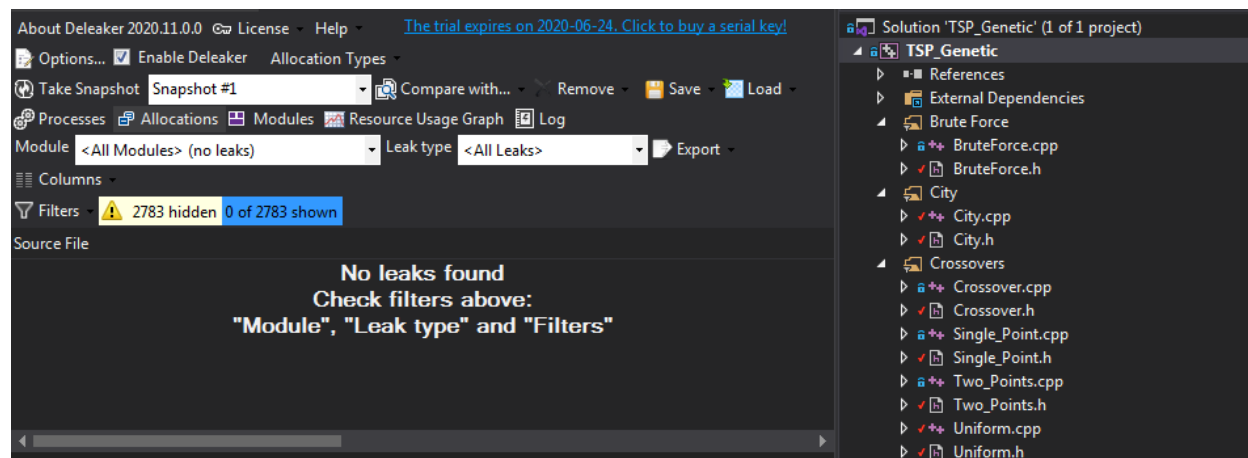 About Deleaker 2020.11.0.0 License Help The trial expires on 2020-06-24. Click to buy a serial key!
Options... Enable Deleaker Allocation Types
Take Snapshot Snapshot #1 Compare with... Remove Save Load
Processes Allocations Modules Resource Usage Graph Log
Module <All Modules> (no leaks) Leak type <All Leaks> Export
Columns
Filters 2783 hidden 0 of 2783 shown
Source File
No leaks found
Check filters above:
"Module", "Leak type" and "Filters"
Solution 'TSP_Genetic' (1 of 1 project)
TSP_Genetic
References
External Dependencies
Brute Force
BruteForce.cpp
BruteForce.h
City
City.cpp
City.h
Crossovers
Crossover.cpp
Crossover.h
Single_Point.cpp
Single_Point.h
Two_Points.cpp
Two_Points.h
Uniform.cpp
Uniform.h